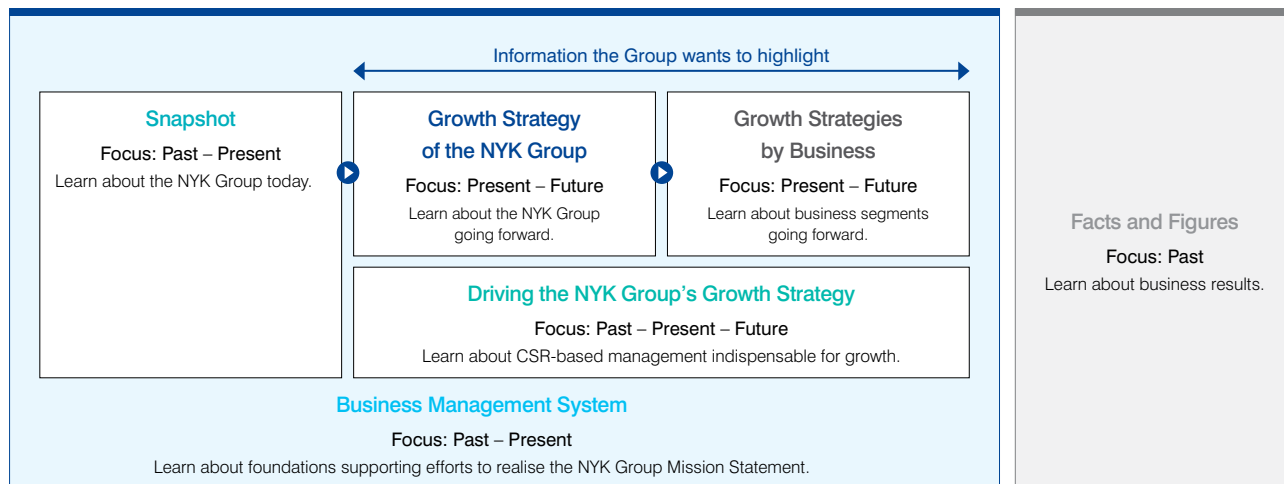 Information the Group wants to highlight
Snapshot
Focus: Past – Present
Learn about the NYK Group today.
Growth Strategy
of the NYK Group
Focus: Present – Future
Learn about the NYK Group
going forward.
Growth Strategies
by Business
Focus: Present – Future
Learn about business segments
going forward.
Driving the NYK Group's Growth Strategy
Focus: Past – Present – Future
Learn about CSR-based management indispensable for growth.
Business Management System
Focus: Past – Present
Learn about foundations supporting efforts to realise the NYK Group Mission Statement.
Facts and Figures
Focus: Past
Learn about business results.